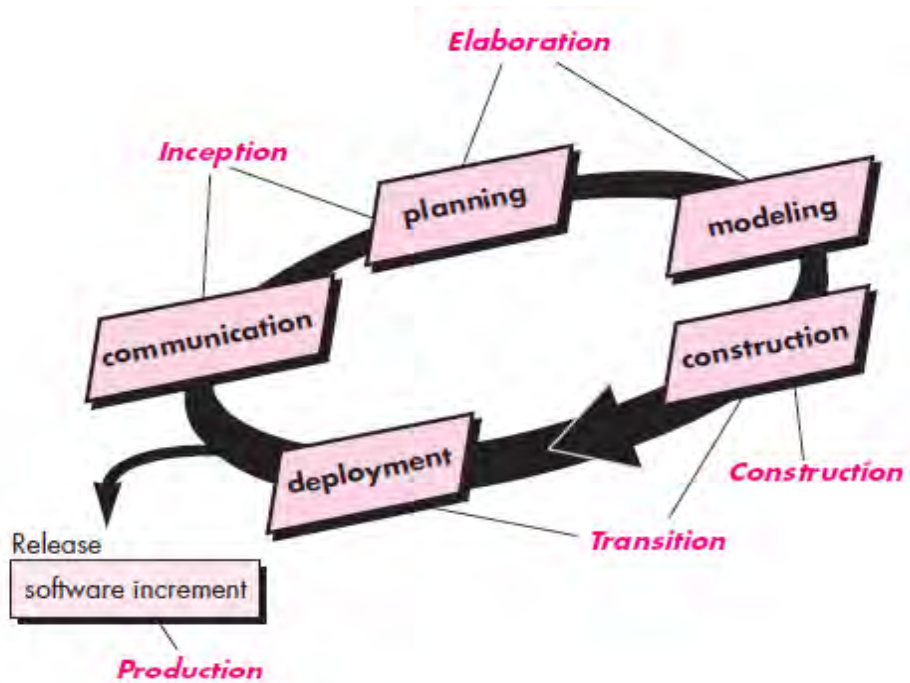 Elaboration
Inception
planning
modeling
communication
construction
deployment
Construction
Transition
Release
software increment
Production